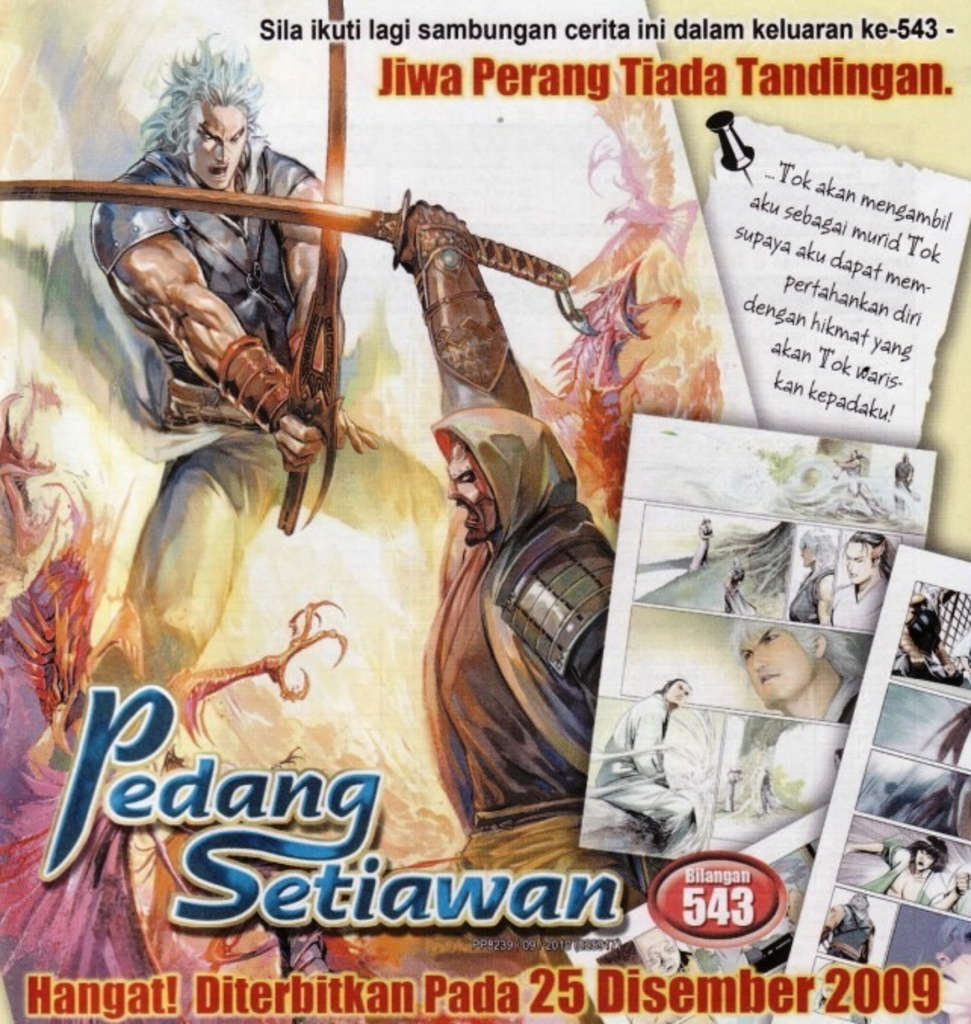 Sila ikuti lagi sambungan cerita ini dalam keluaran ke-543 -
Jiwa Perang Tiada Tandingan.
...Tok akan mengambil
aku sebagai murid Tok
supaya aku dapat mem-
pertahankan diri
dengan hikmat yang
akan Tok waris-
kan kepadaku!
Pedang
Setiawan
Bilangan
543
Hangat! Diterbitkan Pada 25 Disember 2009